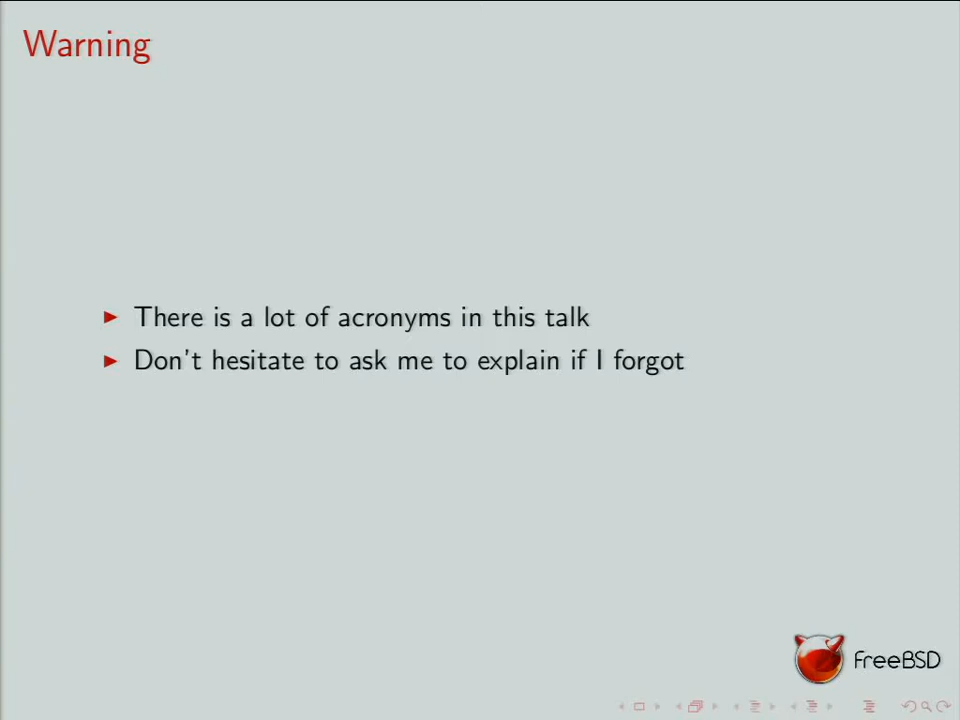 Warning
There is a lot of acronyms in this talk
Don't hesitate to ask me to explain if I forgot
FreeBSD